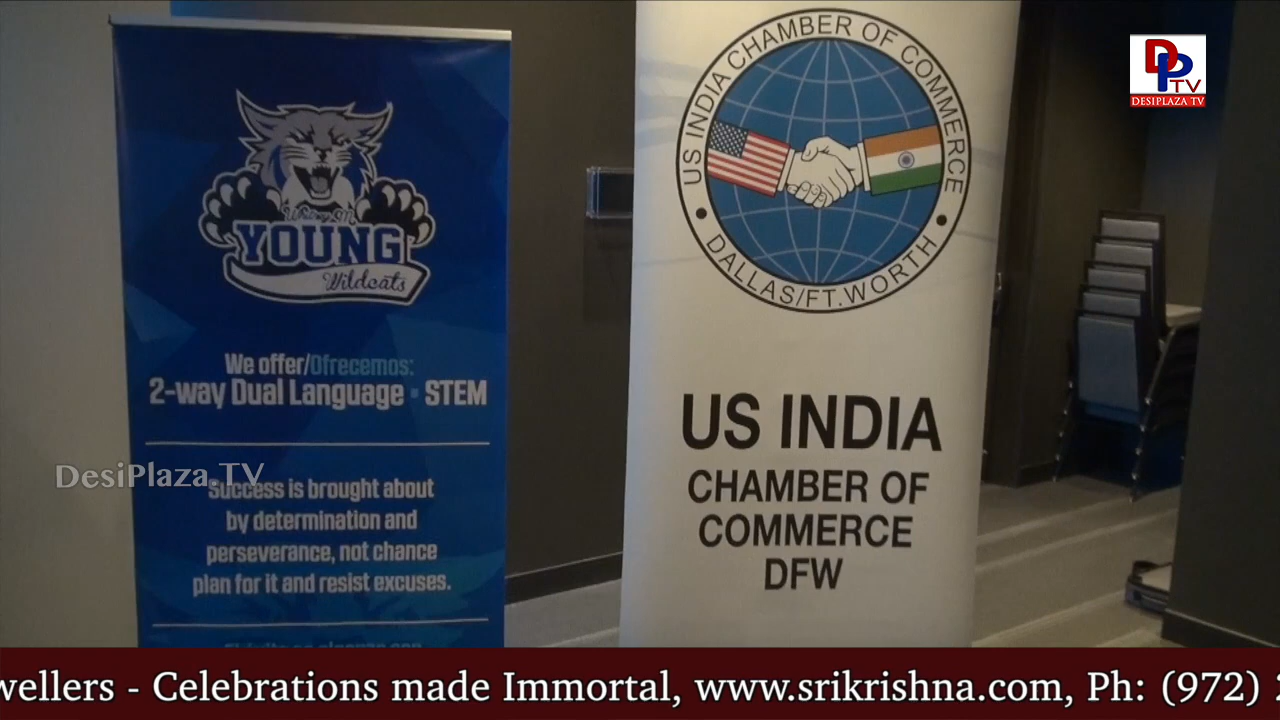 YOUNG
Wildcats
We offer/Ofrecemos:
2-way Dual Language · STEM
Success is brought about
by determination and
perseverance, not chance
plan for it and resist excuses.
US INDIA CHAMBER OF COMMERCE
• DALLAS/FT.WORTH •
US INDIA
CHAMBER OF
COMMERCE
DFW
DP TV
DESIPLAZA TV
DesiPlaza.TV
wellers - Celebrations made Immortal, www.srikrishna.com, Ph: (972)